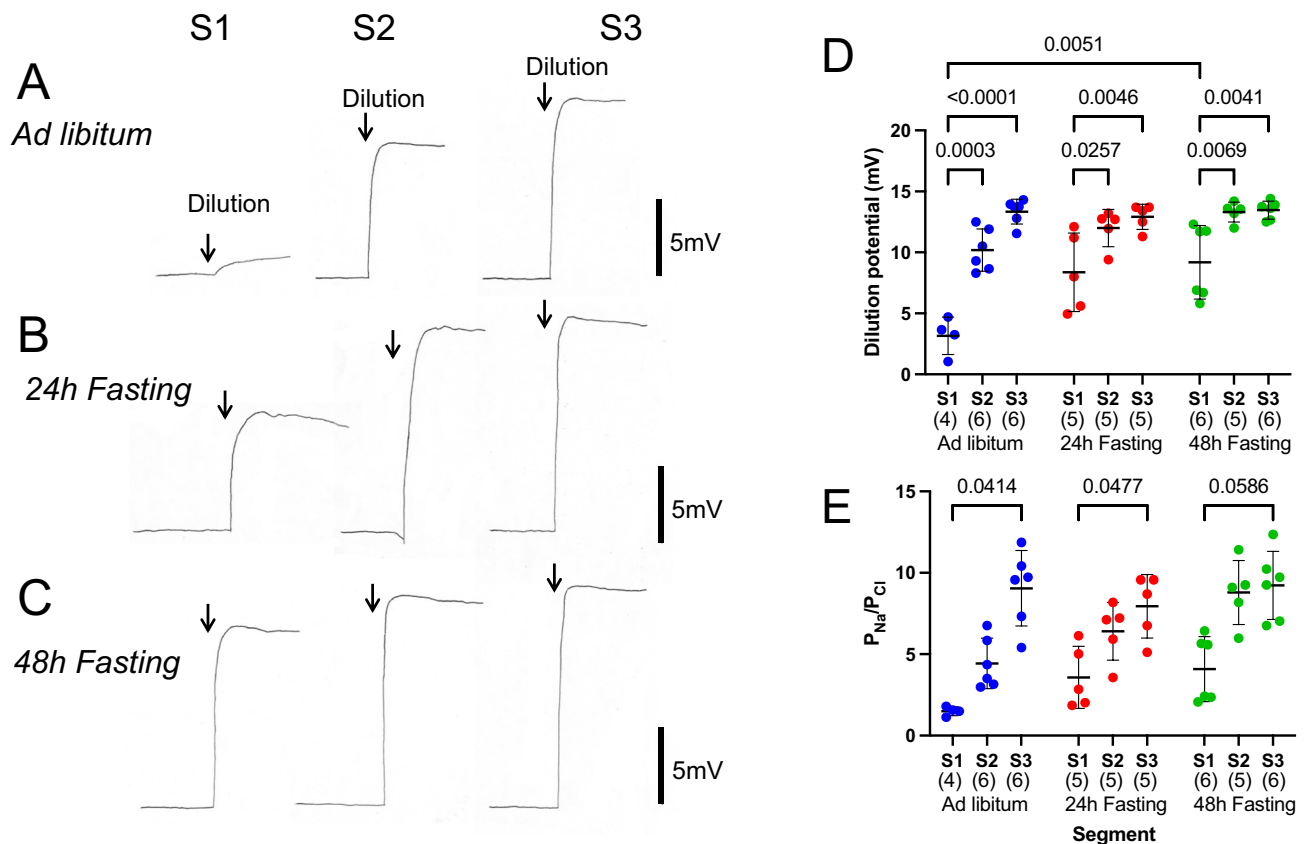 S1 S2 S3
A
Ad libitum
Dilution
Dilution
Dilution
5mV
B
24h Fasting
5mV
C
48h Fasting
5mV
D
0.0051
<0.0001 0.0046 0.0041
0.0003 0.0257 0.0069
Dilution potential (mV)
20
15
10
5
0
S1 S2 S3 S1 S2 S3 S1 S2 S3
(4) (6) (6) (5) (5) (5) (6) (5) (6)
Ad libitum 24h Fasting 48h Fasting
E
0.0414 0.0477 0.0586
PNa/PCl
15
10
5
0
S1 S2 S3 S1 S2 S3 S1 S2 S3
(4) (6) (6) (5) (5) (5) (6) (5) (6)
Ad libitum 24h Fasting 48h Fasting
Segment